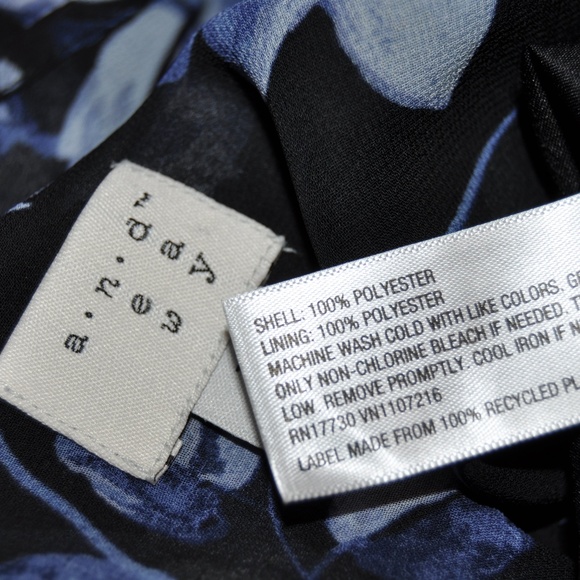 a.n.d™
e a
w y
SHELL: 100% POLYESTER
LINING: 100% POLYESTER
MACHINE WASH COLD WITH LIKE COLORS.
ONLY NON-CHLORINE BLEACH IF NEEDED.
LOW. REMOVE PROMPTLY. COOL IRON IF
RN17730 VN1107216
LABEL MADE FROM 100% RECYCLED